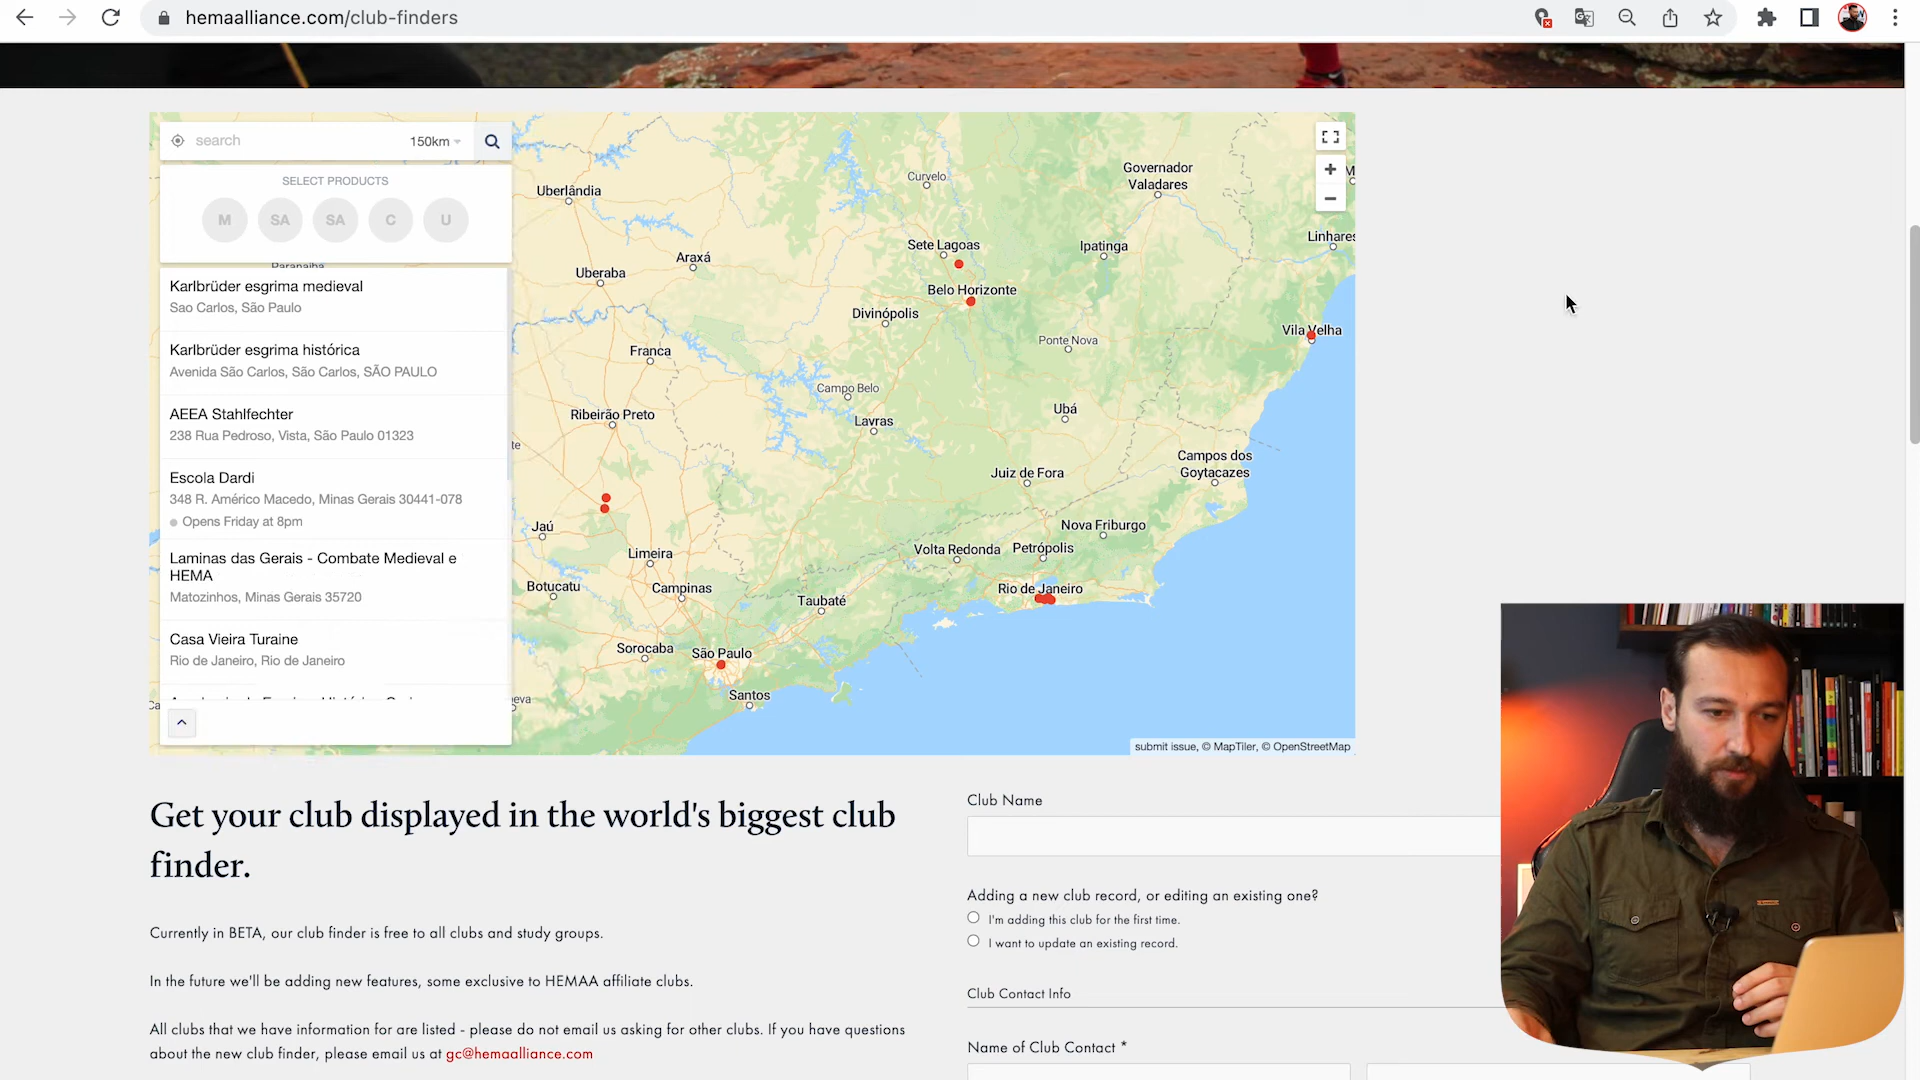 hemaalliance.com/club-finders
search
150km
SELECT PRODUCTS
M SA SA C U
Paranaíba
Karlbrüder esgrima medieval
Sao Carlos, São Paulo
Karlbrüder esgrima histórica
Avenida São Carlos, São Carlos, SÃO PAULO
AEEA Stahlfechter
238 Rua Pedroso, Vista, São Paulo 01323
Escola Dardi
348 R. Américo Macedo, Minas Gerais 30441-078
Opens Friday at 8pm
Laminas das Gerais - Combate Medieval e
HEMA
Matozinhos, Minas Gerais 35720
Casa Vieira Turaine
Rio de Janeiro, Rio de Janeiro
Uberlândia
Curvelo
Governador
Valadares
Sete Lagoas
Ipatinga
Linhares
Araxá
Uberaba
Belo Horizonte
Divinópolis
Vila Velha
Ponte Nova
Franca
Campo Belo
Ribeirão Preto
Ubá
Lavras
Campos dos
Goytacazes
Juiz de Fora
Jaú
Nova Friburgo
Limeira
Volta Redonda
Petrópolis
Botucatu
Campinas
Rio de Janeiro
Taubaté
Sorocaba
São Paulo
Santos
submit issue, © MapTiler, © OpenStreetMap
Get your club displayed in the world's biggest club
finder.
Currently in BETA, our club finder is free to all clubs and study groups.
In the future we'll be adding new features, some exclusive to HEMAA affiliate clubs.
All clubs that we have information for are listed - please do not email us asking for other clubs. If you have questions
about the new club finder, please email us at gc@hemaalliance.com
Club Name
Adding a new club record, or editing an existing one?
I'm adding this club for the first time.
I want to update an existing record.
Club Contact Info
Name of Club Contact *